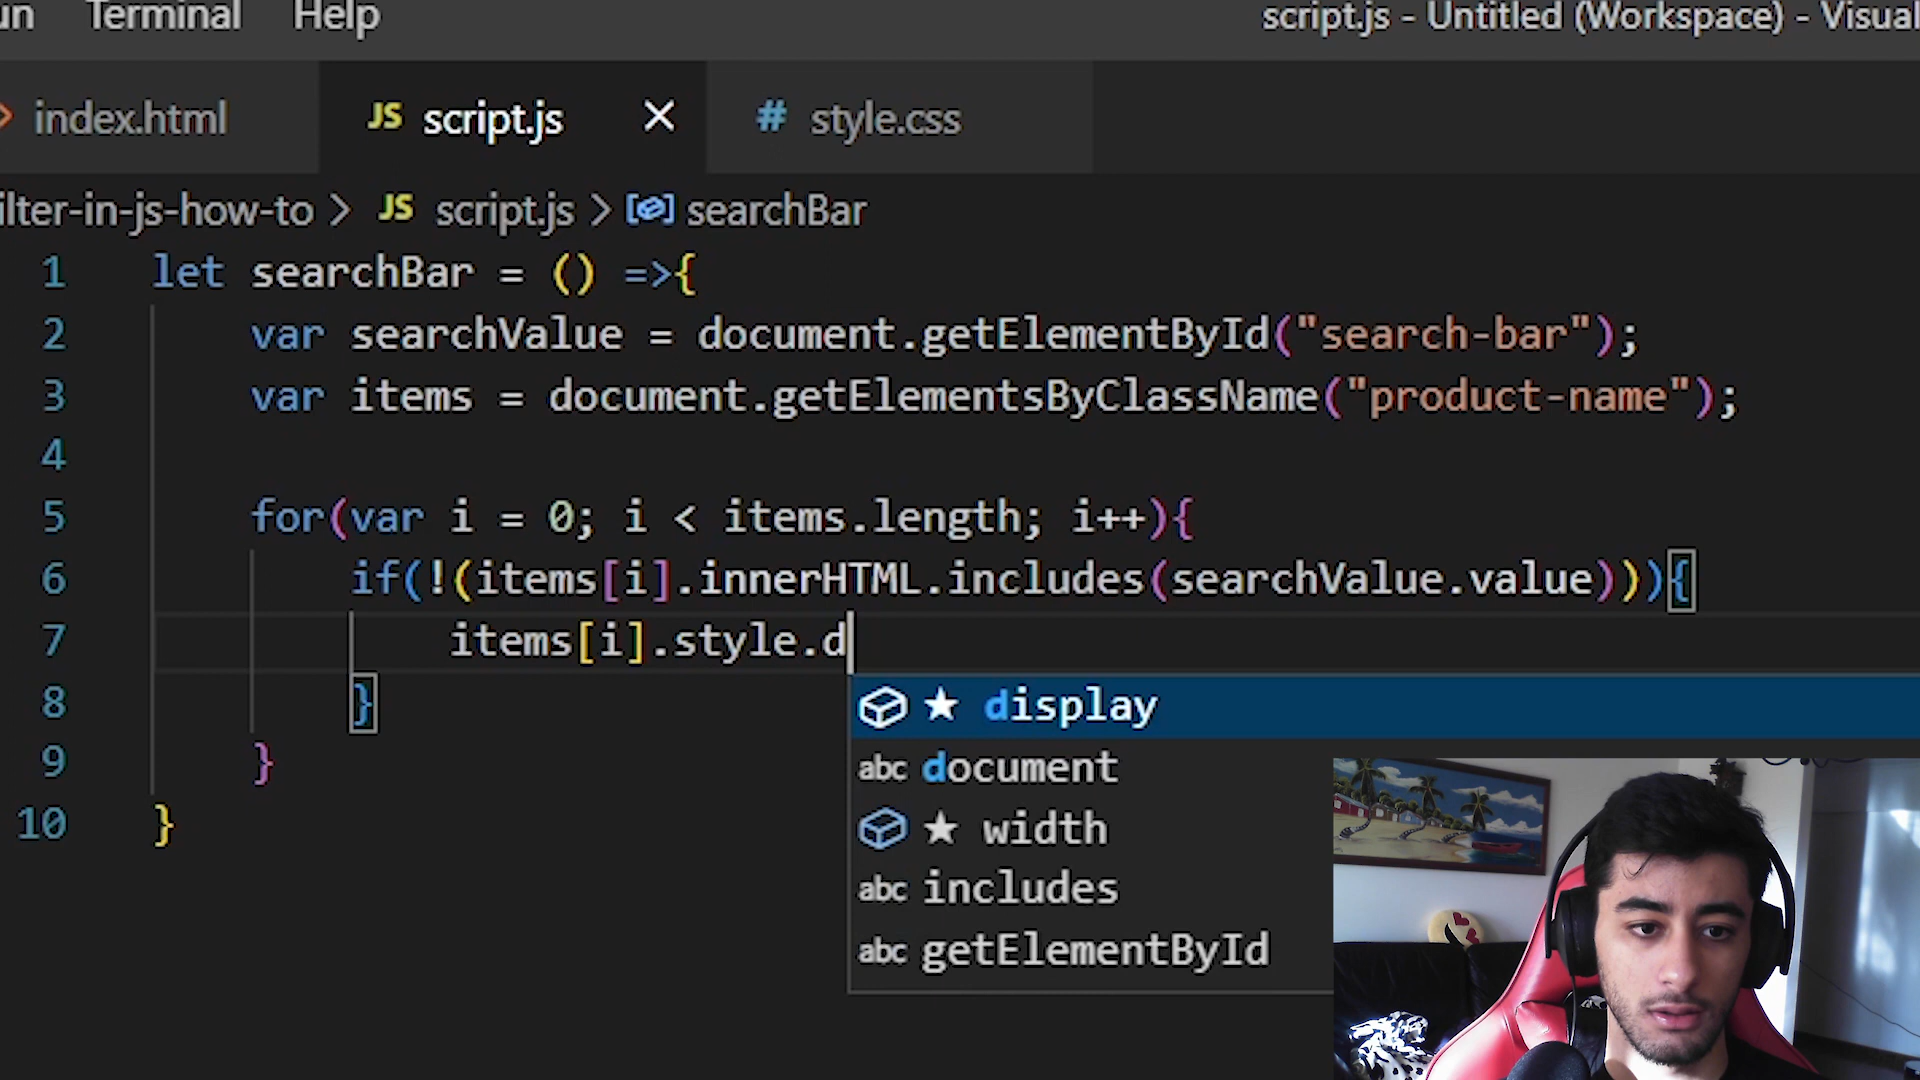 un Terminal Help script.js - Untitled (Workspace) - Visual
index.html JS script.js # style.css
ilter-in-js-how-to > JS script.js > searchBar
1 let searchBar = () =>{
2 var searchValue = document.getElementById("search-bar");
3 var items = document.getElementsByClassName("product-name");
4
5 for(var i = 0; i < items.length; i++){
6 if(!(items[i].innerHTML.includes(searchValue.value))){
7 items[i].style.d
8 }
9 }
10 }
display
abc document
width
abc includes
abc getElementById